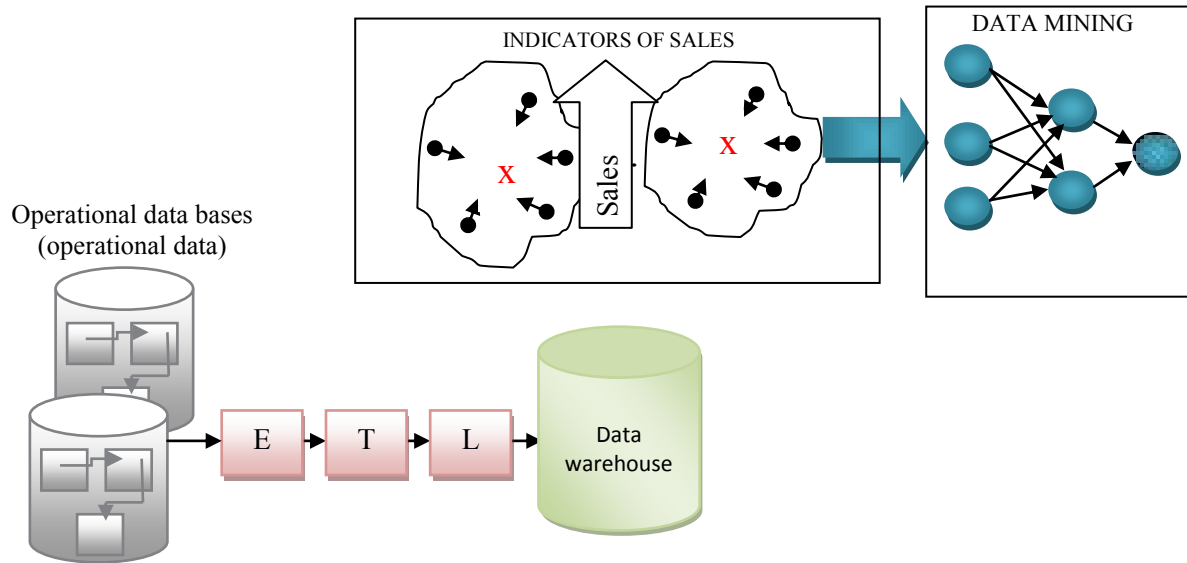 INDICATORS OF SALES
X
Sales
X
DATA MINING
Operational data bases
(operational data)
E
T
L
Data
warehouse